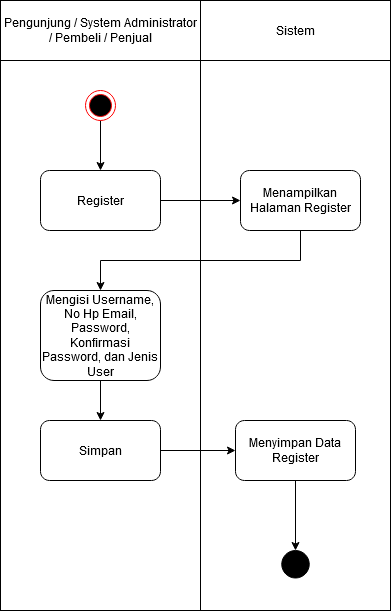 Pengunjung / System Administrator
/ Pembeli / Penjual
Sistem
Register
Menampilkan
Halaman Register
Mengisi Username,
No Hp Email,
Password,
Konfirmasi
Password, dan Jenis
User
Simpan
Menyimpan Data
Register